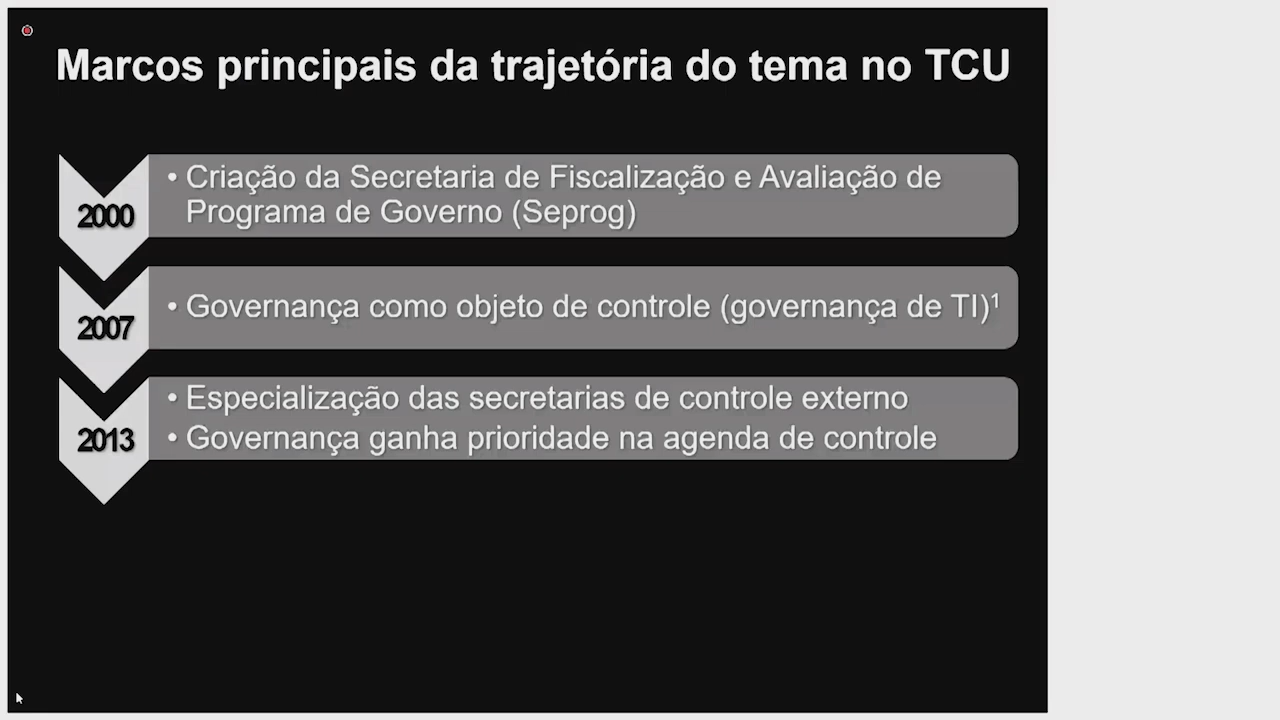 Marcos principais da trajetória do tema no TCU
2000
• Criação da Secretaria de Fiscalização e Avaliação de
Programa de Governo (Seprog)
2007
• Governança como objeto de controle (governança de TI)¹
2013
• Especialização das secretarias de controle externo
• Governança ganha prioridade na agenda de controle